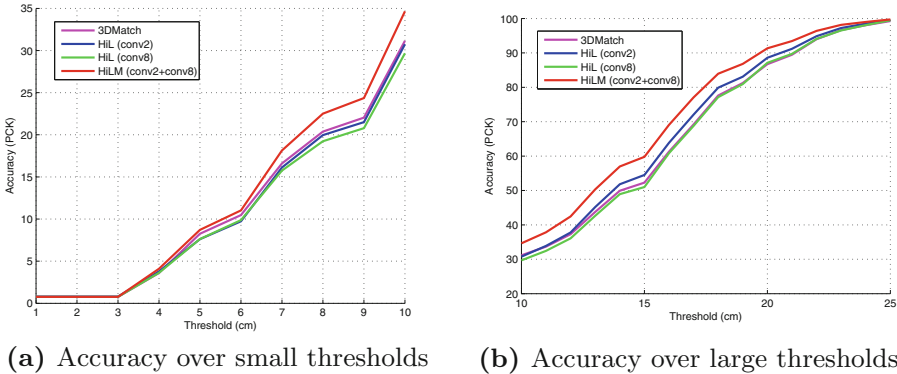 35
30
25
20
15
10
5
0
Accuracy (PCK)
3DMatch
HiL (conv2)
HiL (conv8)
HiLM (conv2+conv8)
1 2 3 4 5 6 7 8 9 10
Threshold (cm)
(a) Accuracy over small thresholds
100
90
80
70
60
50
40
30
20
Accuracy (PCK)
3DMatch
HiL (conv2)
HiL (conv8)
HiLM (conv2+conv8)
10 15 20 25
Threshold (cm)
(b) Accuracy over large thresholds